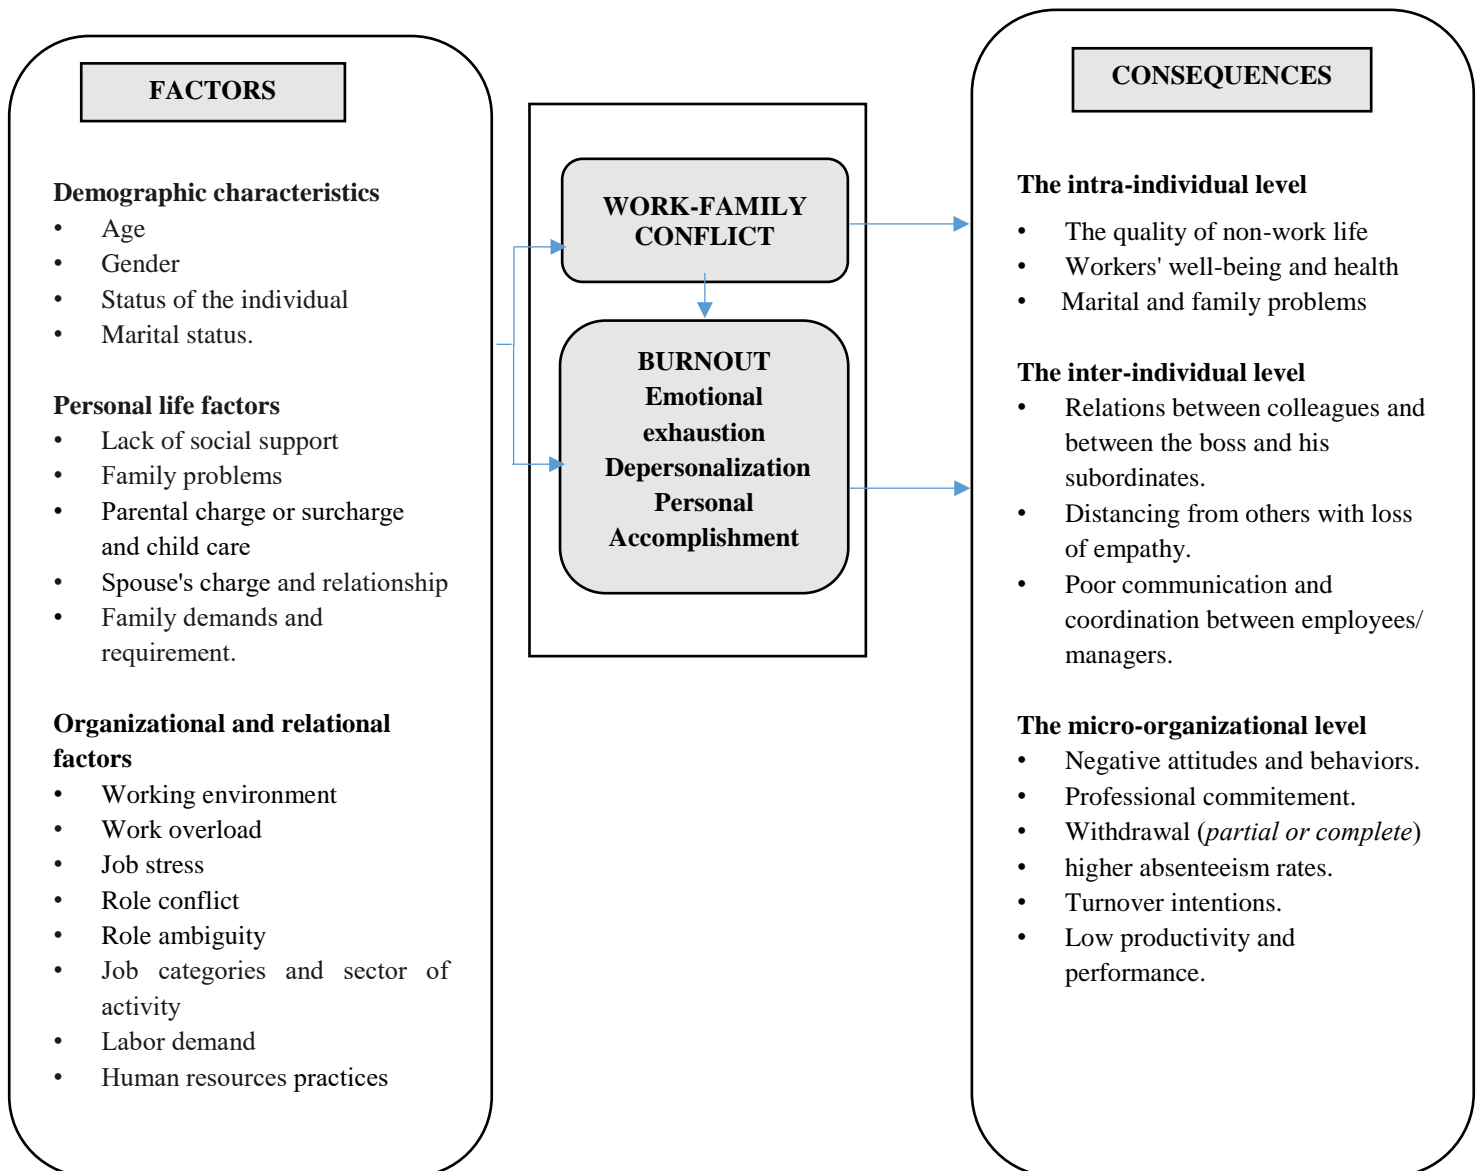 FACTORS
Demographic characteristics
• Age
• Gender
• Status of the individual
• Marital status.
Personal life factors
• Lack of social support
• Family problems
• Parental charge or surcharge
and child care
• Spouse's charge and relationship
• Family demands and
requirement.
Organizational and relational
factors
• Working environment
• Work overload
• Job stress
• Role conflict
• Role ambiguity
• Job categories and sector of
activity
• Labor demand
• Human resources practices
WORK-FAMILY
CONFLICT
BURNOUT
Emotional
exhaustion
Depersonalization
Personal
Accomplishment
CONSEQUENCES
The intra-individual level
• The quality of non-work life
• Workers' well-being and health
• Marital and family problems
The inter-individual level
• Relations between colleagues and
between the boss and his
subordinates.
• Distancing from others with loss
of empathy.
• Poor communication and
coordination between employees/
managers.
The micro-organizational level
• Negative attitudes and behaviors.
• Professional commitement.
• Withdrawal (partial or complete)
• higher absenteeism rates.
• Turnover intentions.
• Low productivity and
performance.